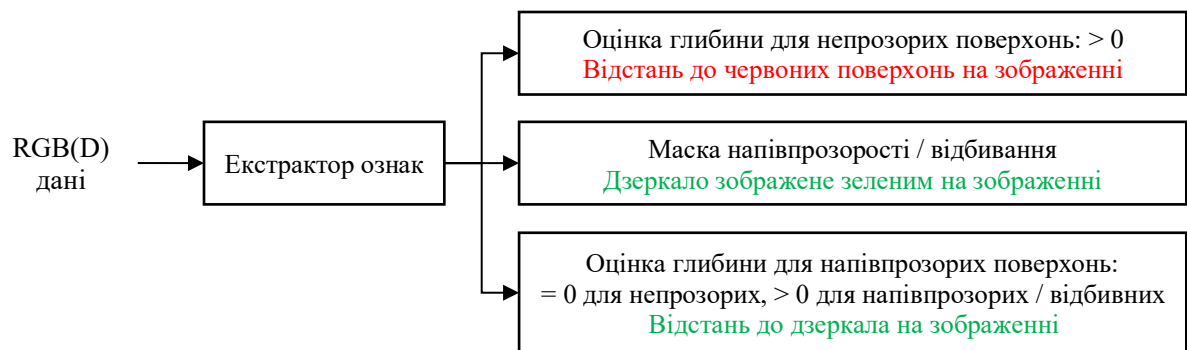 RGB(D)
дані
Екстрактор ознак
Оцінка глибини для непрозорих поверхонь: > 0
Відстань до червоних поверхонь на зображенні
Маска напівпрозорості / відбивання
Дзеркало зображене зеленим на зображенні
Оцінка глибини для напівпрозорих поверхонь:
= 0 для непрозорих, > 0 для напівпрозорих / відбивних
Відстань до дзеркала на зображенні